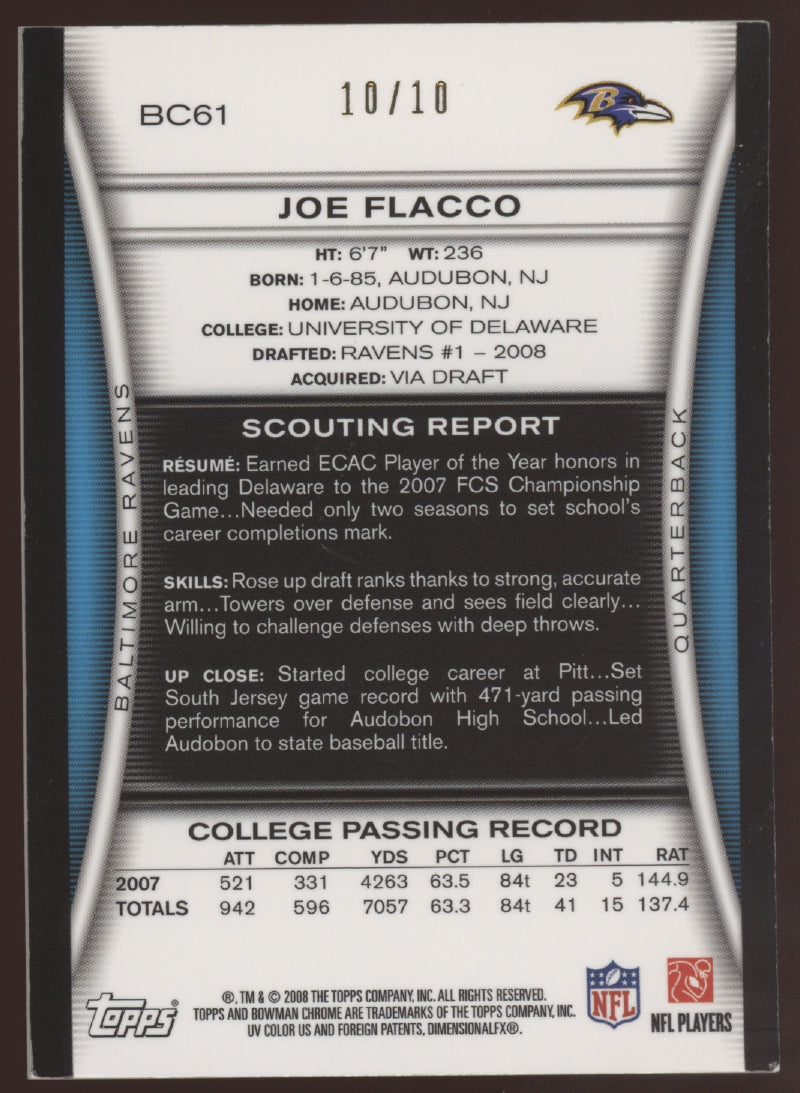 BC61
10/10
B
JOE FLACCO
HT: 6'7" WT: 236
BORN: 1-6-85, AUDUBON, NJ
HOME: AUDUBON, NJ
COLLEGE: UNIVERSITY OF DELAWARE
DRAFTED: RAVENS #1 – 2008
ACQUIRED: VIA DRAFT
BALTIMORE RAVENS
QUARTERBACK
SCOUTING REPORT
RÉSUMÉ: Earned ECAC Player of the Year honors in
leading Delaware to the 2007 FCS Championship
Game...Needed only two seasons to set school's
career completions mark.
SKILLS: Rose up draft ranks thanks to strong, accurate
arm...Towers over defense and sees field clearly...
Willing to challenge defenses with deep throws.
UP CLOSE: Started college career at Pitt...Set
South Jersey game record with 471-yard passing
performance for Audobon High School...Led
Audobon to state baseball title.
COLLEGE PASSING RECORD
ATT COMP YDS PCT LG TD INT RAT
2007 521 331 4263 63.5 84t 23 5 144.9
TOTALS 942 596 7057 63.3 84t 41 15 137.4
Topps®
®, TM & © 2008 THE TOPPS COMPANY, INC. ALL RIGHTS RESERVED.
TOPPS AND BOWMAN CHROME ARE TRADEMARKS OF THE TOPPS COMPANY, INC.
UV COLOR US AND FOREIGN PATENTS, DIMENSIONALFX®.
NFL
NFL PLAYERS